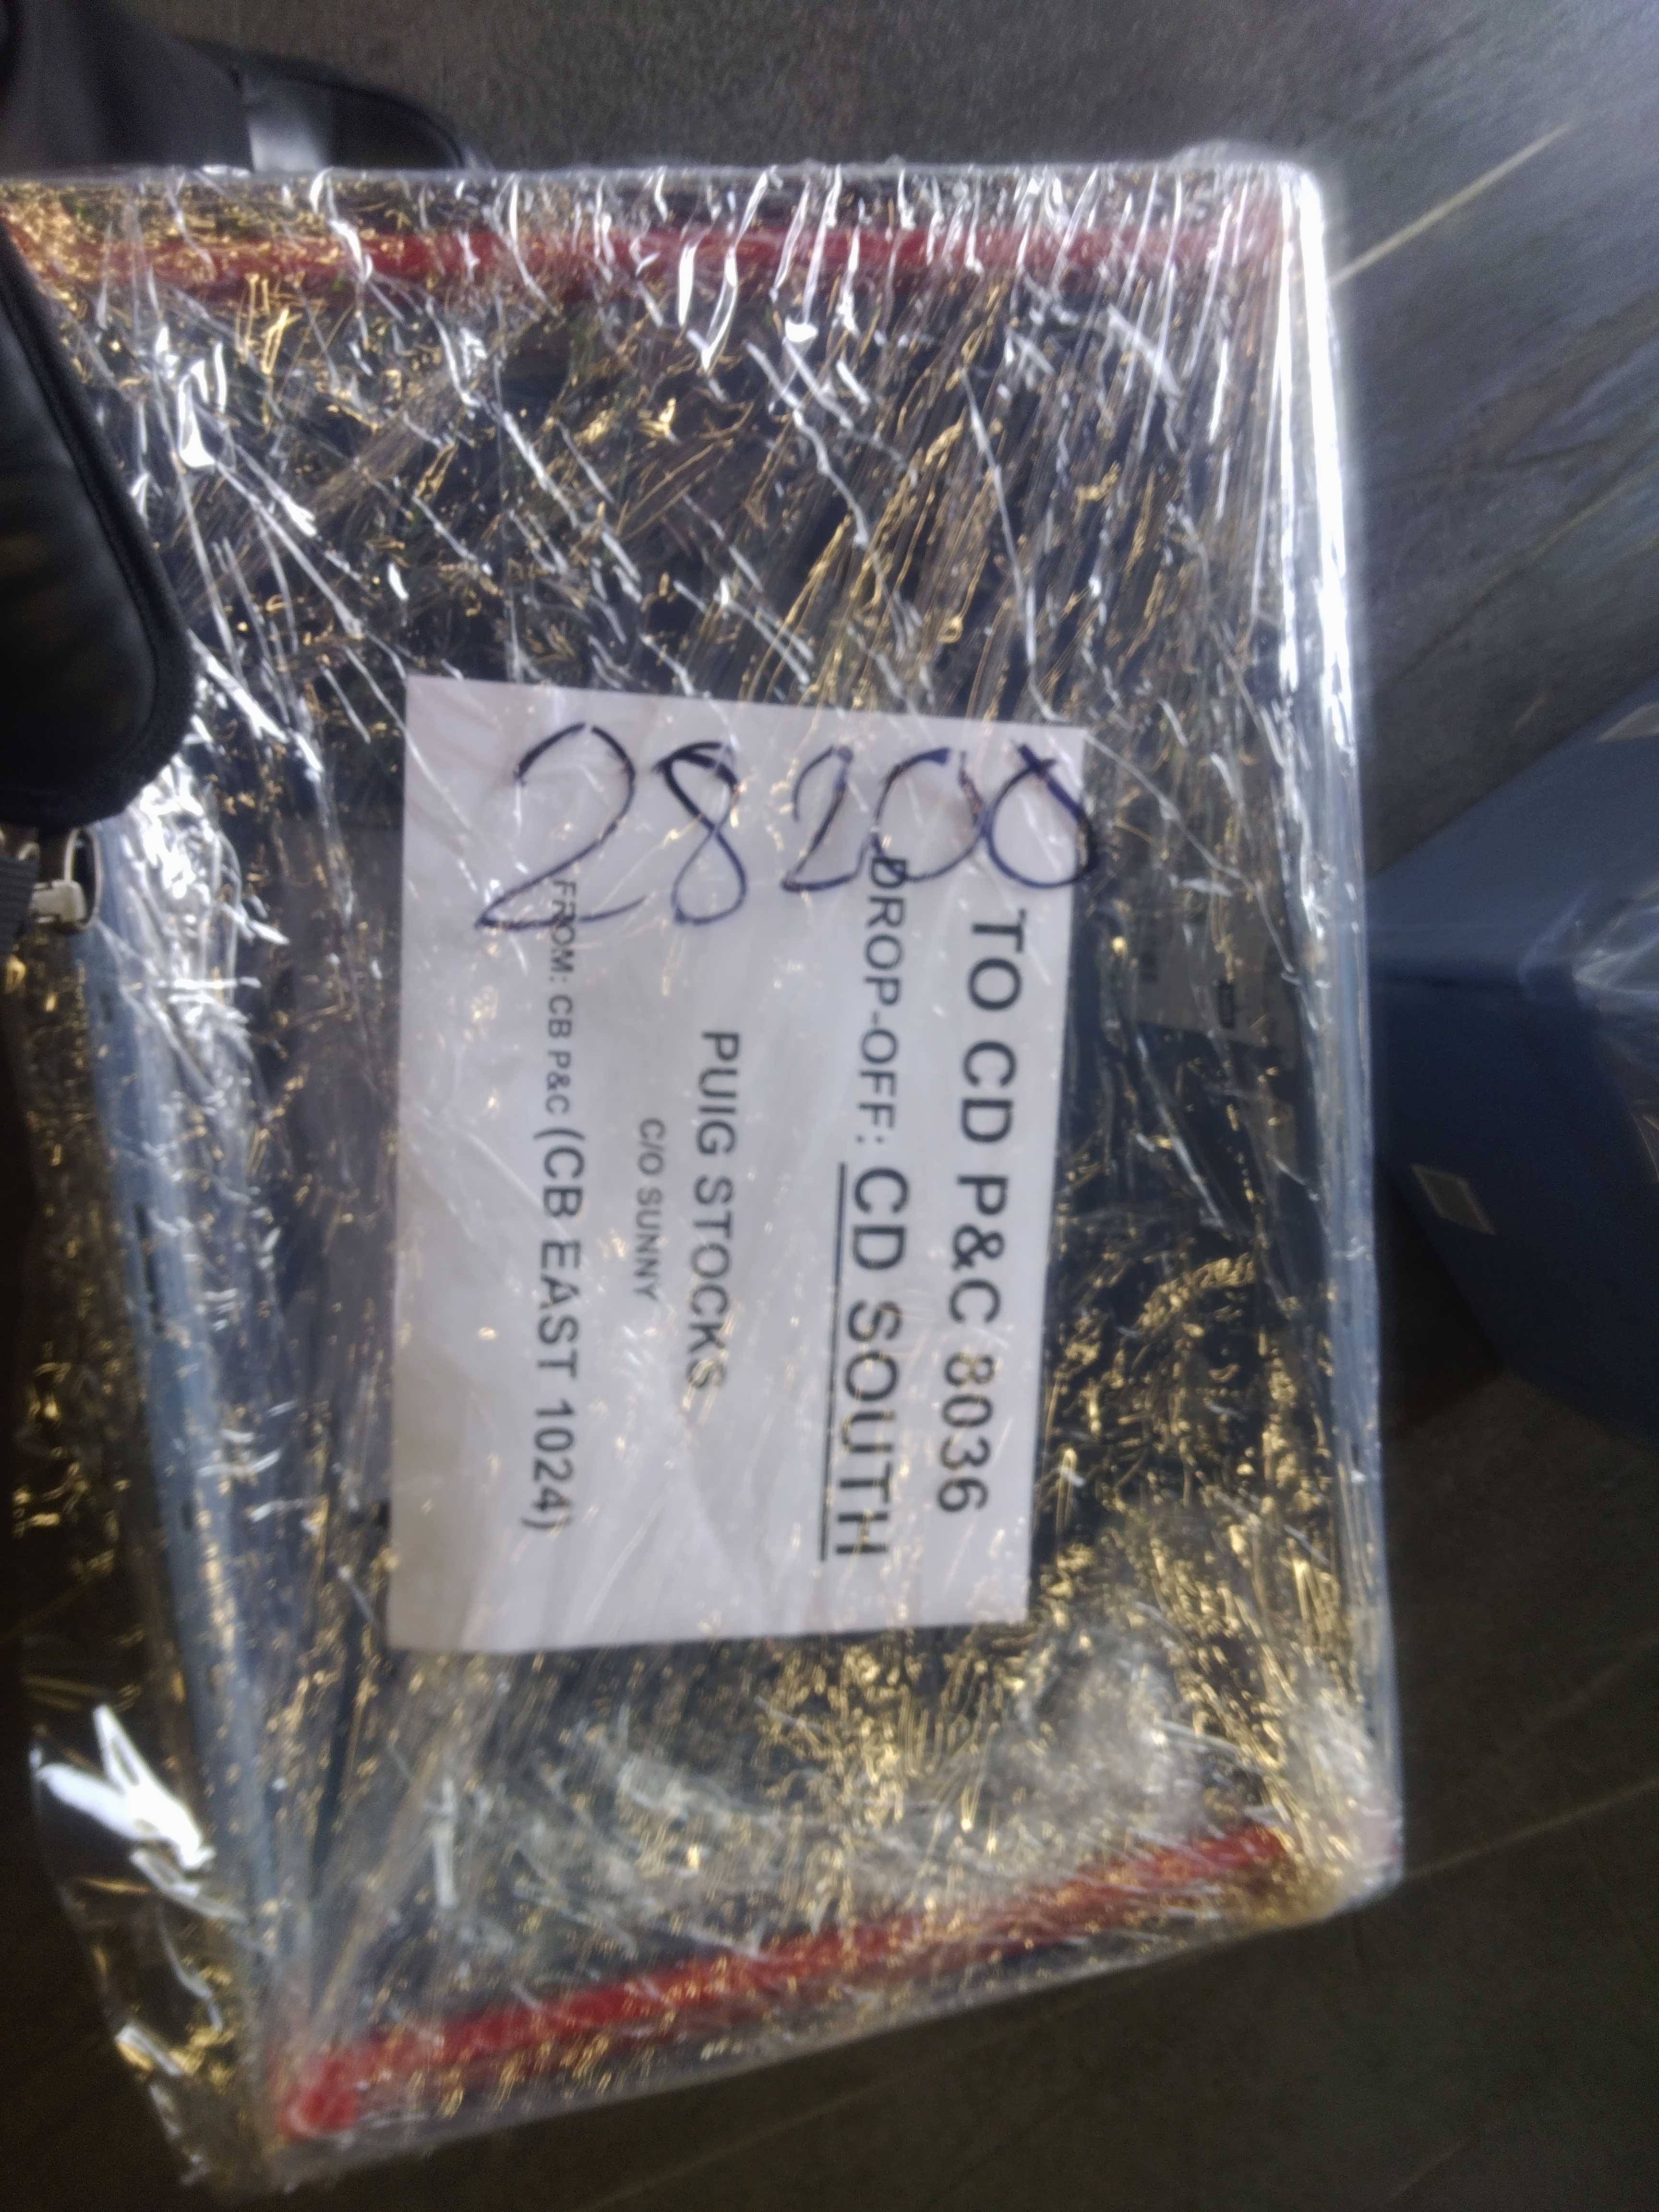 28200
TO CD P&C 8036
DROP-OFF: CD SOUTH
PUIG STOCKS
C/O SUNNY
FROM: CB P&C (CB EAST 1024)